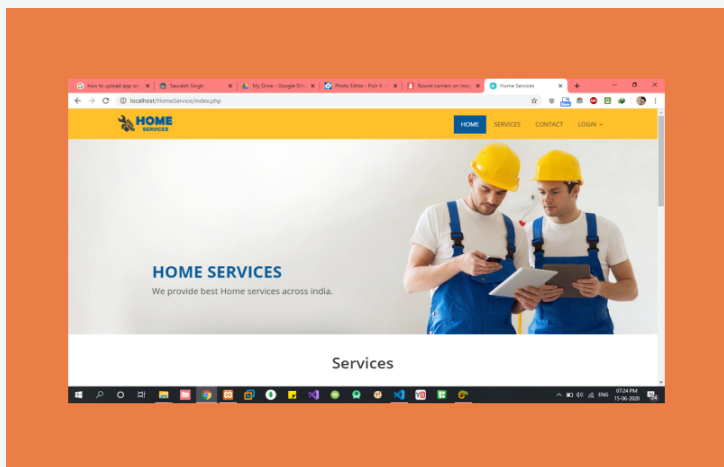 how to upload app on
Saurabh Singh
My Drive - Google Dri
Photo Editor : Pixlr X -
Round corners on imag
Home Services
localhost/HomeService/index.php
HOME
SERVICES
HOME
SERVICES
CONTACT
LOGIN
HOME SERVICES
We provide best Home services across india.
Services
ENG
07:24 PM
15-06-2020